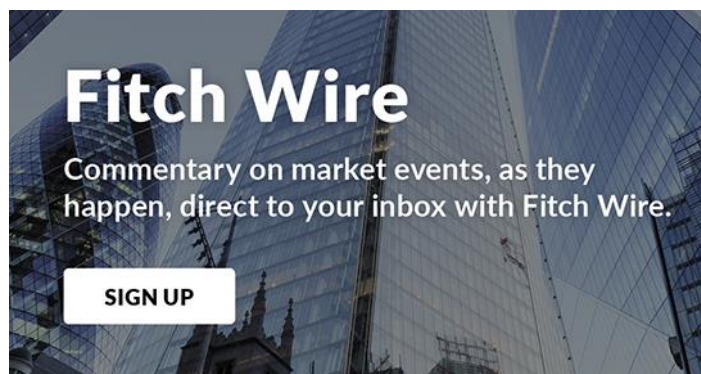 Fitch Wire
Commentary on market events, as they
happen, direct to your inbox with Fitch Wire.
SIGN UP